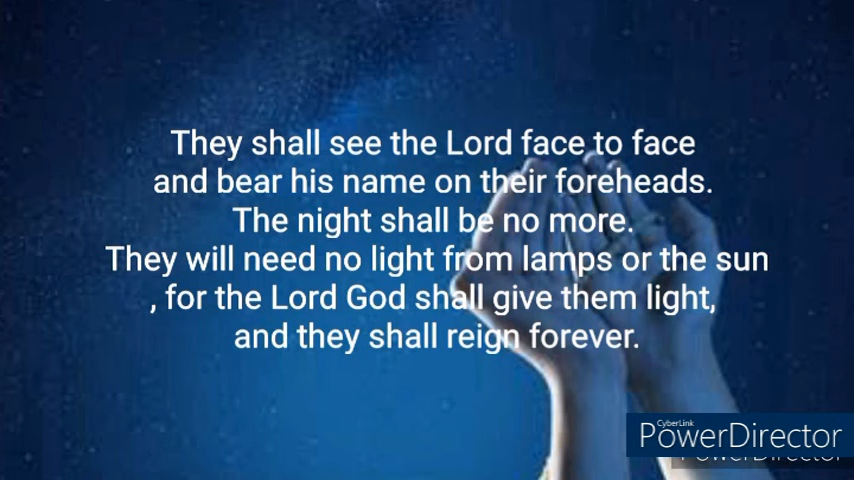 They shall see the Lord face to face
and bear his name on their foreheads.
The night shall be no more.
They will need no light from lamps or the sun
, for the Lord God shall give them light,
and they shall reign forever.
CyberLink
PowerDirector
PowerDirector